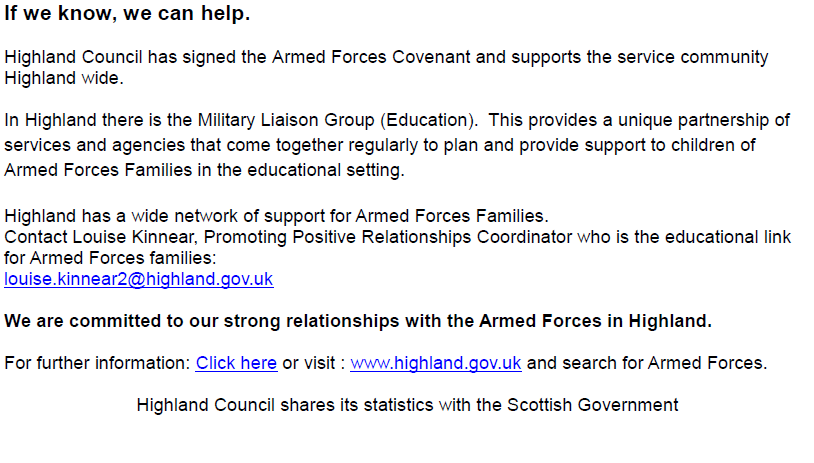 If we know, we can help.
Highland Council has signed the Armed Forces Covenant and supports the service community
Highland wide.
In Highland there is the Military Liaison Group (Education).  This provides a unique partnership of
services and agencies that come together regularly to plan and provide support to children of
Armed Forces Families in the educational setting.
Highland has a wide network of support for Armed Forces Families.
Contact Louise Kinnear, Promoting Positive Relationships Coordinator who is the educational link
for Armed Forces families:
louise.kinnear2@highland.gov.uk
We are committed to our strong relationships with the Armed Forces in Highland.
For further information: Click here or visit : www.highland.gov.uk and search for Armed Forces.
Highland Council shares its statistics with the Scottish Government